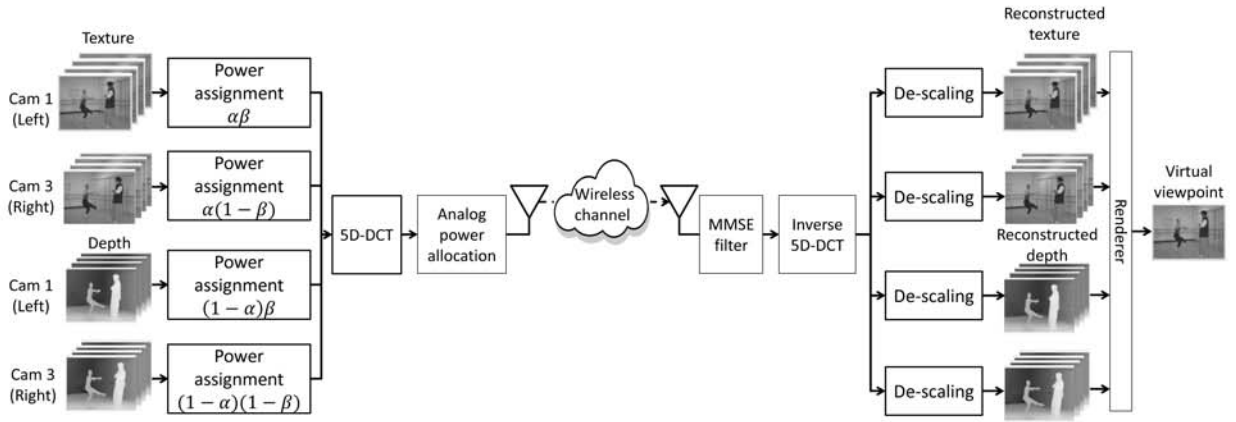 Texture
Cam 1
(Left)
Power
assignment
αβ
Cam 3
(Right)
Power
assignment
α(1 − β)
Depth
Cam 1
(Left)
Power
assignment
(1 − α)β
Cam 3
(Right)
Power
assignment
(1 − α)(1 − β)
5D-DCT
Analog
power
allocation
Wireless
channel
MMSE
filter
Inverse
5D-DCT
De-scaling
De-scaling
De-scaling
De-scaling
Reconstructed
texture
Reconstructed
depth
Renderer
Virtual
viewpoint